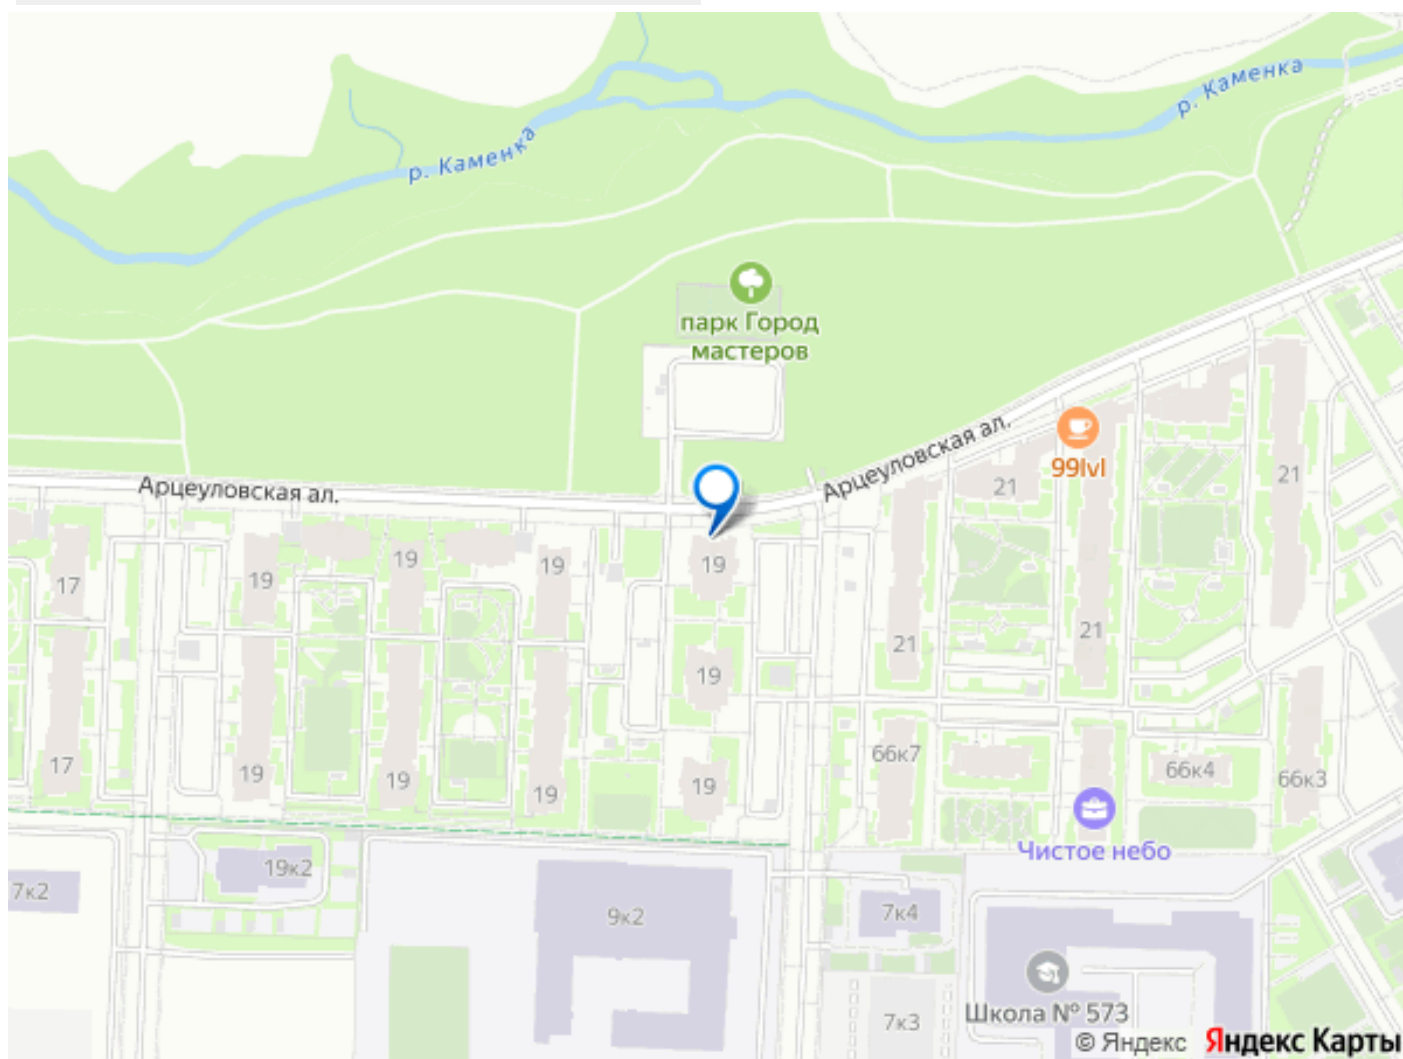 р. Каменка
р. Каменка
парк Город
мастеров
99lvl
Арцеуловская ал.
Арцеуловская ал.
21
21
17
19
19
19
19
21
21
19
17
19
19
19
19
66к7
66к4
66к3
Чистое небо
19к2
7к2
9к2
7к4
Школа № 573
7к3
© Яндекс Яндекс Карты